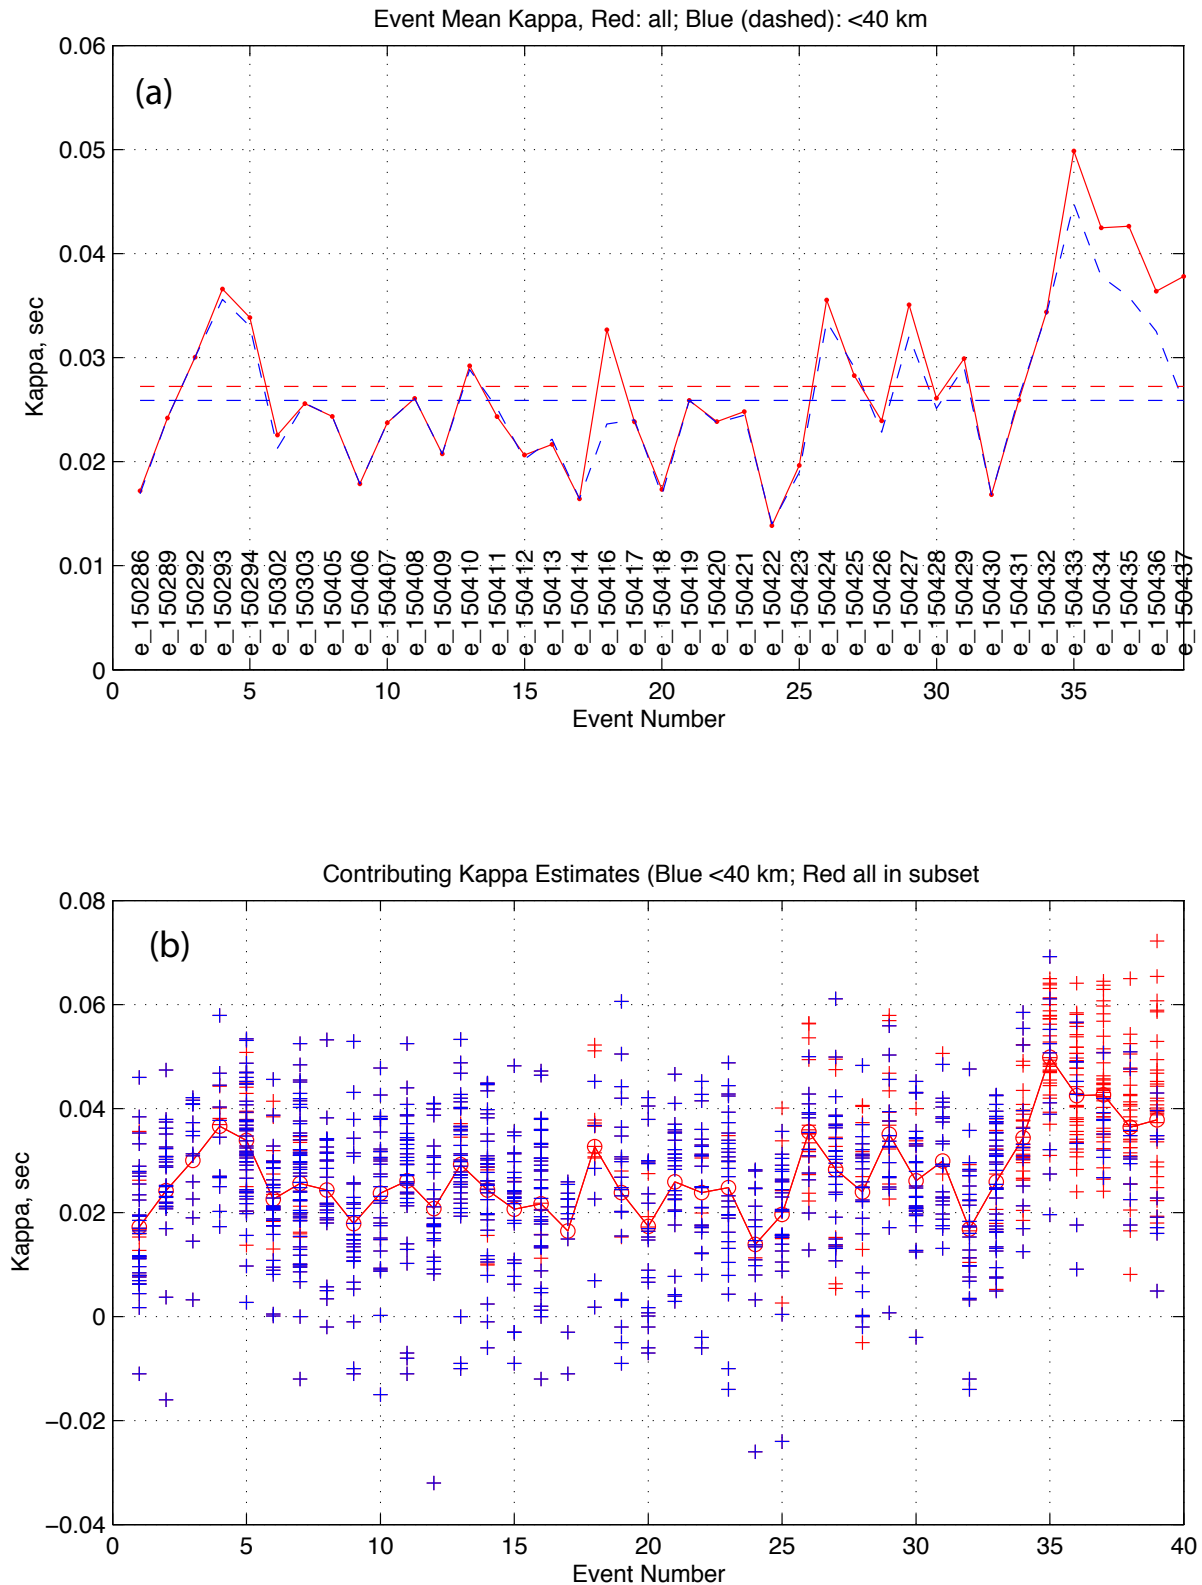 Event Mean Kappa, Red: all; Blue (dashed): <40 km
(a)
0.06
0.05
0.04
0.03
0.02
0.01
0
Kappa, sec
e_150286
e_150289
e_150292
e_150293
e_150294
e_150302
e_150303
e_150405
e_150406
e_150407
e_150408
e_150409
e_150410
e_150411
e_150412
e_150413
e_150414
e_150416
e_150417
e_150418
e_150419
e_150420
e_150421
e_150422
e_150423
e_150424
e_150425
e_150426
e_150427
e_150428
e_150429
e_150430
e_150431
e_150432
e_150433
e_150434
e_150435
e_150436
e_150437
0 5 10 15 20 25 30 35
Event Number
Contributing Kappa Estimates (Blue <40 km; Red all in subset
(b)
0.08
0.06
0.04
0.02
0
−0.02
−0.04
Kappa, sec
0 5 10 15 20 25 30 35 40
Event Number